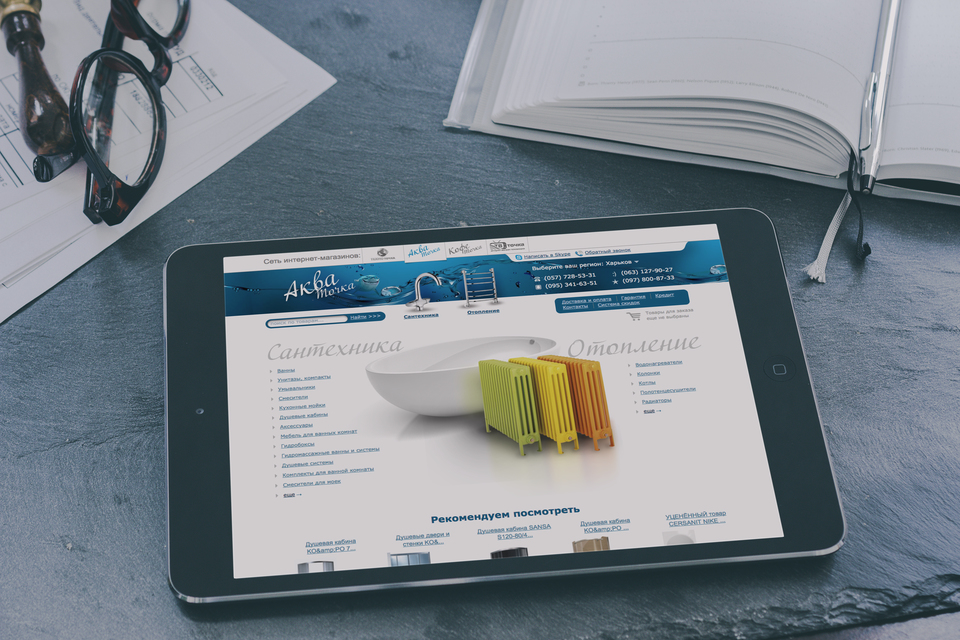 Сеть интернет-магазинов:
Аква точка
Кофе точка
точка
Написать в Skype
Обратный звонок
Аква
точка
Выберите ваш регион: Харьков
(057) 728-53-31
(063) 127-90-27
(095) 341-63-51
(097) 800-87-33
Сантехника
Отопление
Доставка и оплата | Гарантия | Кредит
Контакты | Система скидок
Поиск по товарам
Найти >>>
Товары для заказа
еще не выбраны
Сантехника
Ванны
Унитазы, компакты
Умывальники
Смесители
Кухонные мойки
Душевые кабины
Аксессуары
Мебель для ванных комнат
Гидробоксы
Гидромассажные ванны и системы
Душевые системы
Комплекты для ванной комнаты
Смесители для моек
еще →
Отопление
Водонагреватели
Колонки
Котлы
Полотенцесушители
Радиаторы
еще →
Рекомендуем посмотреть
Душевая кабина
KO&amp;PO 7...
Душевые двери и
стенки KO&...
Душевая кабина SANSA
S120-80/4...
Душевая кабина
KO&amp;PO ...
УЦЕНЁННЫЙ товар
CERSANIT NIKE ...